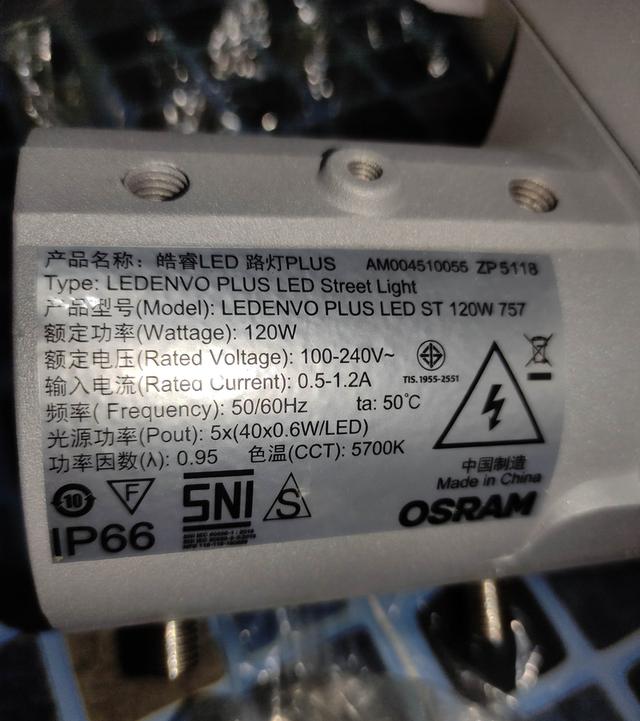 产品名称: 皓睿LED 路灯PLUS AM004510055 ZP5118
Type: LEDENVO PLUS LED Street Light
产品型号(Model): LEDENVO PLUS LED ST 120W 757
额定功率(Wattage): 120W
额定电压(Rated Voltage): 100-240V~
输入电流(Rated Current): 0.5-1.2A
TIS.1955-2551
频率( Frequency): 50/60Hz ta: 50℃
光源功率(Pout): 5x(40x0.6W/LED)
功率因数(λ): 0.95 色温(CCT): 5700K
中国制造
Made in China
10 F SNI S
IP66
OSRAM